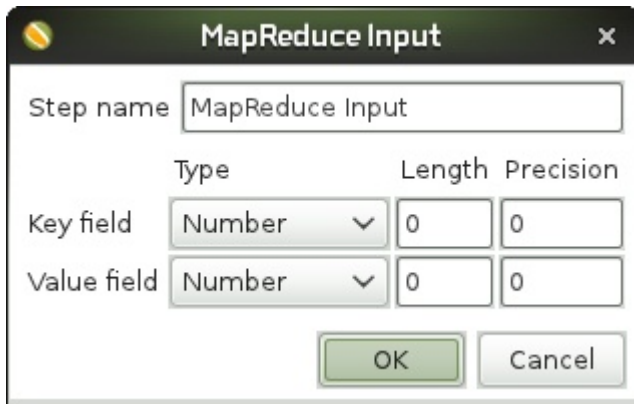 MapReduce Input
Step name MapReduce Input
Type Length Precision
Key field Number 0 0
Value field Number 0 0
OK Cancel